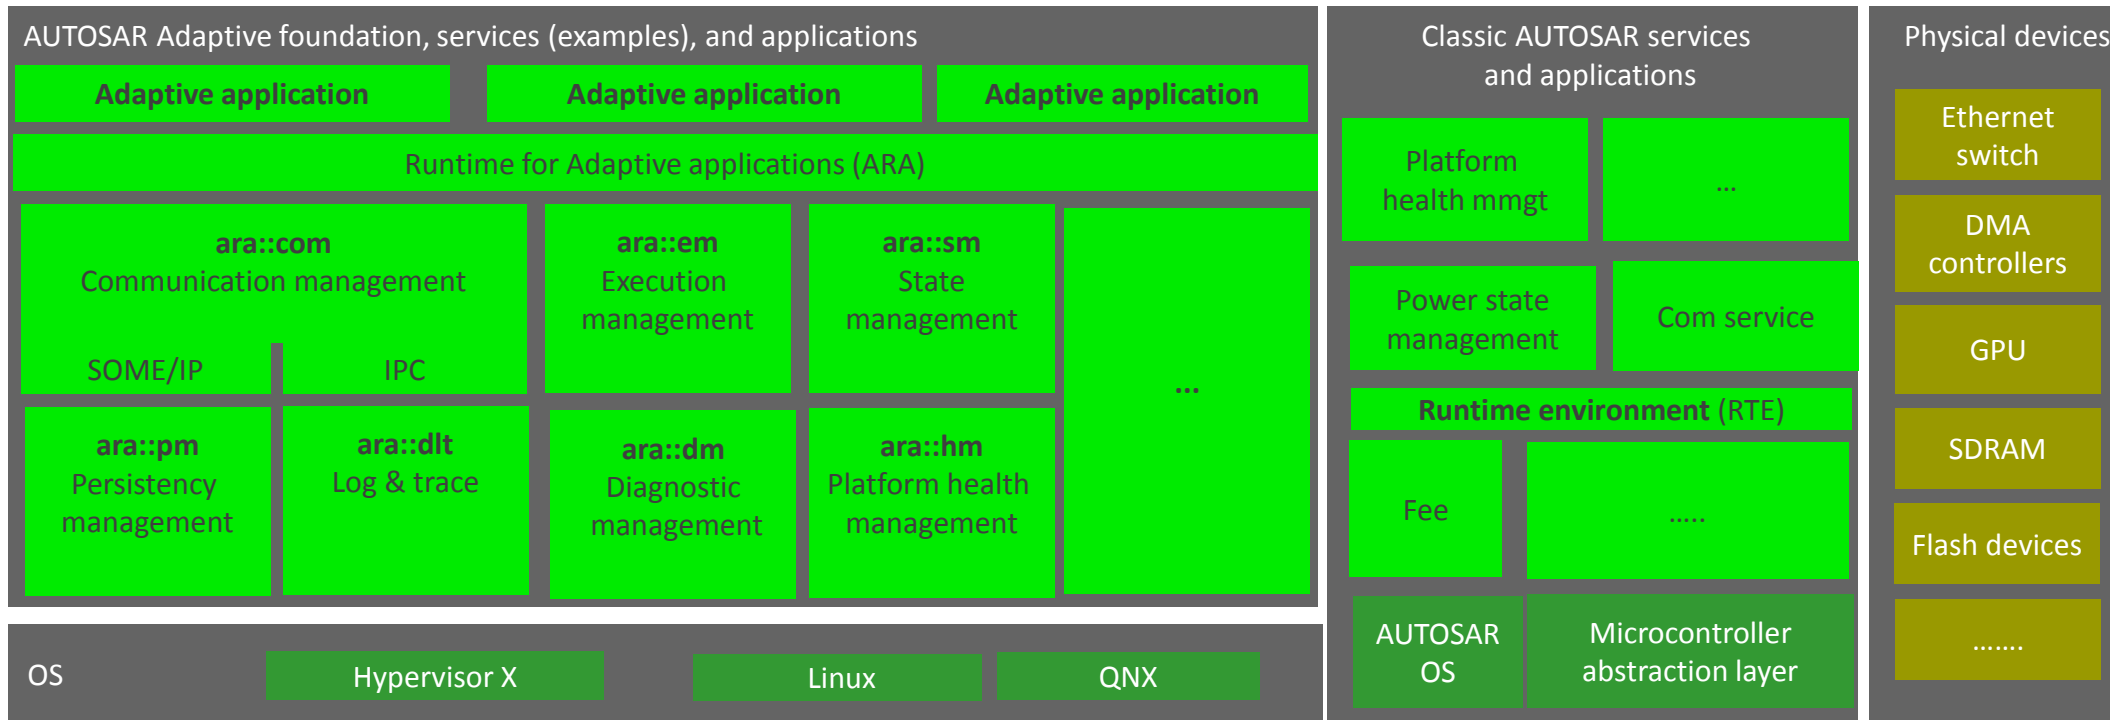 AUTOSAR Adaptive foundation, services (examples), and applications
Adaptive application
Adaptive application
Adaptive application
Runtime for Adaptive applications (ARA)
ara::com
Communication management
SOME/IP
IPC
ara::em
Execution
management
ara::sm
State
management
...
ara::pm
Persistency
management
ara::dlt
Log & trace
ara::dm
Diagnostic
management
ara::hm
Platform health
management
OS
Hypervisor X
Linux
QNX
Classic AUTOSAR services
and applications
Platform
health mmgt
...
Power state
management
Com service
Runtime environment (RTE)
Fee
.....
AUTOSAR
OS
Microcontroller
abstraction layer
Physical devices
Ethernet
switch
DMA
controllers
GPU
SDRAM
Flash devices
.......